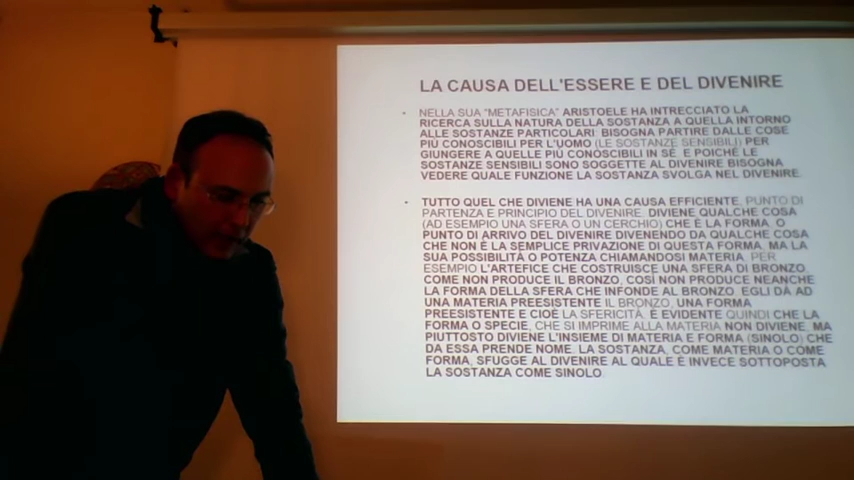 LA CAUSA DELL'ESSERE E DEL DIVENIRE
NELLA SUA "METAFISICA" ARISTOELE HA INTRECCIATO LA
RICERCA SULLA NATURA DELLA SOSTANZA A QUELLA INTORNO
ALLE SOSTANZE PARTICOLARI: BISOGNA PARTIRE DALLE COSE
PIÙ CONOSCIBILI PER L'UOMO (LE SOSTANZE SENSIBILI) PER
GIUNGERE A QUELLE PIÙ CONOSCIBILI IN SÈ. E POICHÈ LE
SOSTANZE SENSIBILI SONO SOGGETTE AL DIVENIRE BISOGNA
VEDERE QUALE FUNZIONE LA SOSTANZA SVOLGA NEL DIVENIRE.
TUTTO QUEL CHE DIVIENE HA UNA CAUSA EFFICIENTE, PUNTO DI
PARTENZA E PRINCIPIO DEL DIVENIRE. DIVIENE QUALCHE COSA
(AD ESEMPIO UNA SFERA O UN CERCHIO) CHE È LA FORMA, O
PUNTO DI ARRIVO DEL DIVENIRE DIVENENDO DA QUALCHE COSA
CHE NON È LA SEMPLICE PRIVAZIONE DI QUESTA FORMA, MA LA
SUA POSSIBILITÀ O POTENZA CHIAMANDOSI MATERIA. PER
ESEMPIO L'ARTEFICE CHE COSTRUISCE UNA SFERA DI BRONZO,
COME NON PRODUCE IL BRONZO, COSÌ NON PRODUCE NEANCHE
LA FORMA DELLA SFERA CHE INFONDE AL BRONZO. EGLI DÀ AD
UNA MATERIA PREESISTENTE IL BRONZO, UNA FORMA
PREESISTENTE E CIOÈ LA SFERICITÀ. È EVIDENTE QUINDI CHE LA
FORMA O SPECIE, CHE SI IMPRIME ALLA MATERIA NON DIVIENE, MA
PIUTTOSTO DIVIENE L'INSIEME DI MATERIA E FORMA (SINOLO) CHE
DA ESSA PRENDE NOME. LA SOSTANZA, COME MATERIA O COME
FORMA, SFUGGE AL DIVENIRE AL QUALE È INVECE SOTTOPOSTA
LA SOSTANZA COME SINOLO.